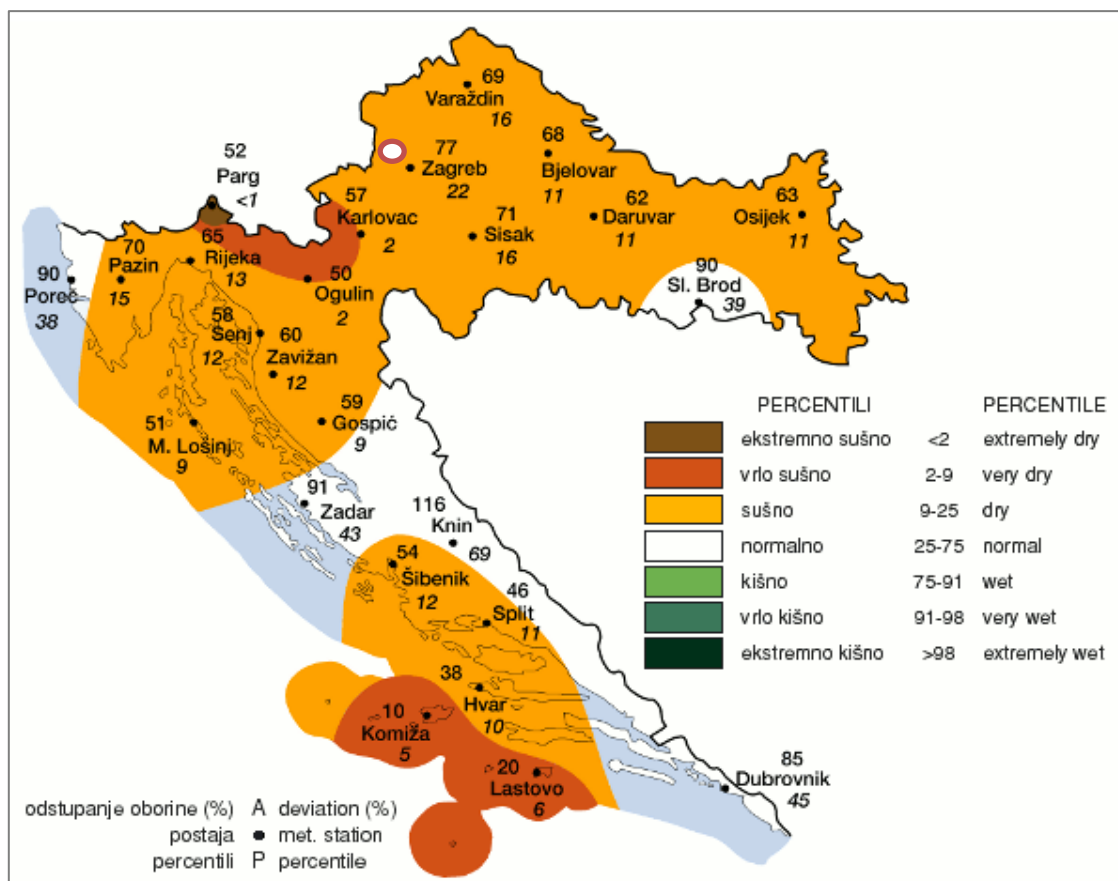 69
Varaždin
16
68
Bjelovar
11
77
Zagreb
22
52
Parg
<1
57
Karlovac
2
62
Daruvar
11
63
Osijek
11
71
Sisak
16
70
Pazin
15
65
Rijeka
13
90
Poreč
38
50
Ogulin
2
90
Sl. Brod
39
58
Senj
12
60
Zavižan
12
59
Gospić
9
51
M. Lošinj
9
91
Zadar
43
116
Knin
69
54
Šibenik
12
46
Split
11
38
Hvar
10
10
Komiža
5
20
Lastovo
6
85
Dubrovnik
45
PERCENTILI PERCENTILE
ekstremno sušno <2 extremely dry
vrlo sušno 2-9 very dry
sušno 9-25 dry
normalno 25-75 normal
kišno 75-91 wet
vrlo kišno 91-98 very wet
ekstremno kišno >98 extremely wet
odstupanje oborine (%) A deviation (%)
postaja met. station
percentili P percentile